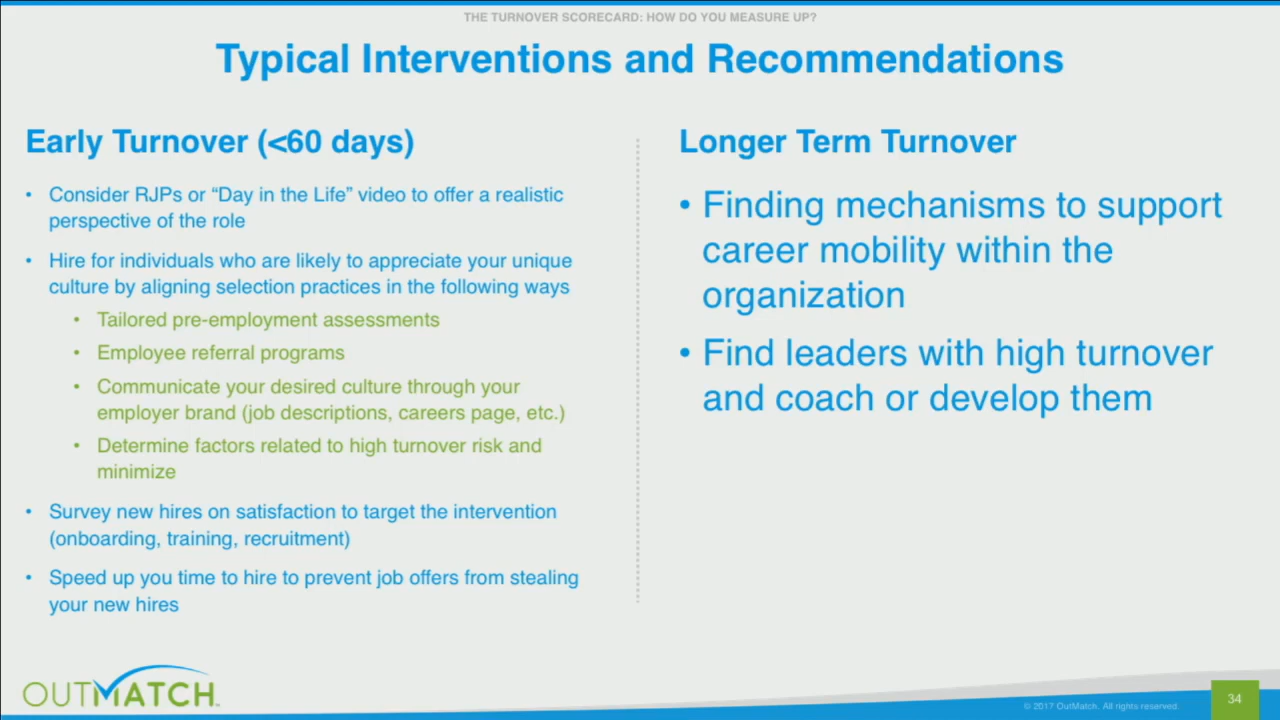 THE TURNOVER SCORECARD: HOW DO YOU MEASURE UP?
Typical Interventions and Recommendations
Early Turnover (<60 days)
• Consider RJPs or “Day in the Life” video to offer a realistic
perspective of the role
• Hire for individuals who are likely to appreciate your unique
culture by aligning selection practices in the following ways
• Tailored pre-employment assessments
• Employee referral programs
• Communicate your desired culture through your
employer brand (job descriptions, careers page, etc.)
• Determine factors related to high turnover risk and
minimize
• Survey new hires on satisfaction to target the intervention
(onboarding, training, recruitment)
• Speed up you time to hire to prevent job offers from stealing
your new hires
Longer Term Turnover
• Finding mechanisms to support
career mobility within the
organization
• Find leaders with high turnover
and coach or develop them
OUTMATCH™
© 2017 OutMatch. All rights reserved.
34